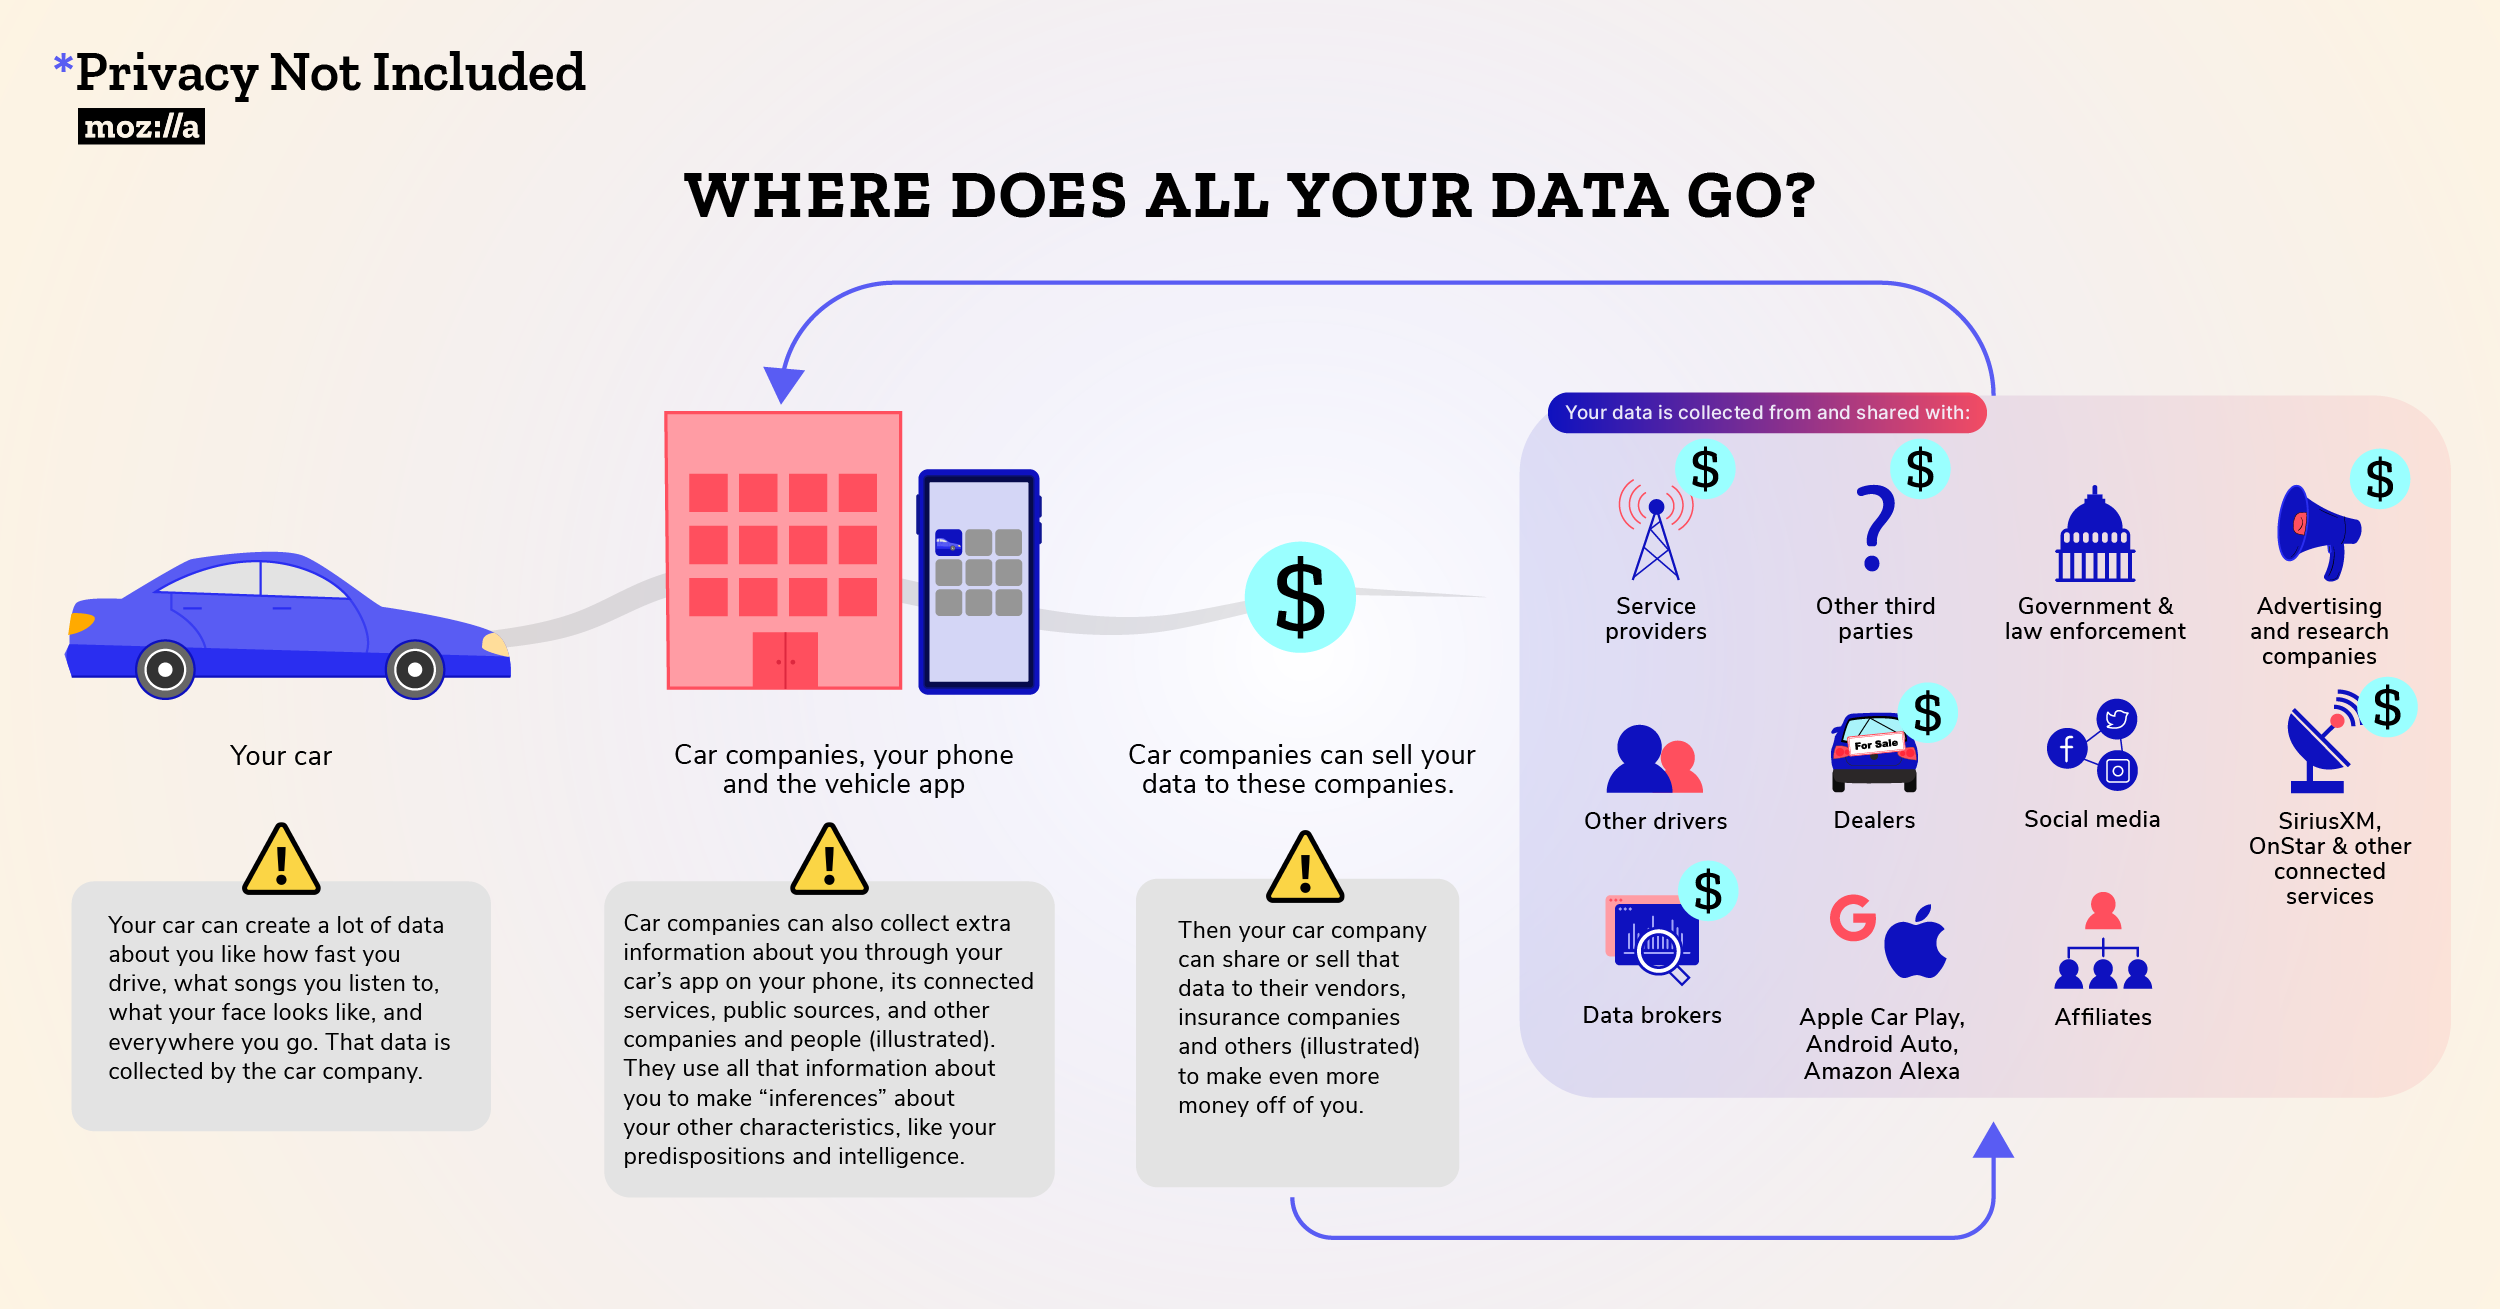 *Privacy Not Included
moz://a
WHERE DOES ALL YOUR DATA GO?
Your car
Your car can create a lot of data
about you like how fast you
drive, what songs you listen to,
what your face looks like, and
everywhere you go. That data is
collected by the car company.
Car companies, your phone
and the vehicle app
Car companies can also collect extra
information about you through your
car's app on your phone, its connected
services, public sources, and other
companies and people (illustrated).
They use all that information about
you to make “inferences” about
your other characteristics, like your
predispositions and intelligence.
$
Car companies can sell your
data to these companies.
Then your car company
can share or sell that
data to their vendors,
insurance companies
and others (illustrated)
to make even more
money off of you.
Your data is collected from and shared with:
$
Service
providers
$
?
Other third
parties
Government &
law enforcement
$
Advertising
and research
companies
Other drivers
$
For Sale
Dealers
f
Social media
$
SiriusXM,
OnStar & other
connected
services
$
Data brokers
G
Apple Car Play,
Android Auto,
Amazon Alexa
Affiliates